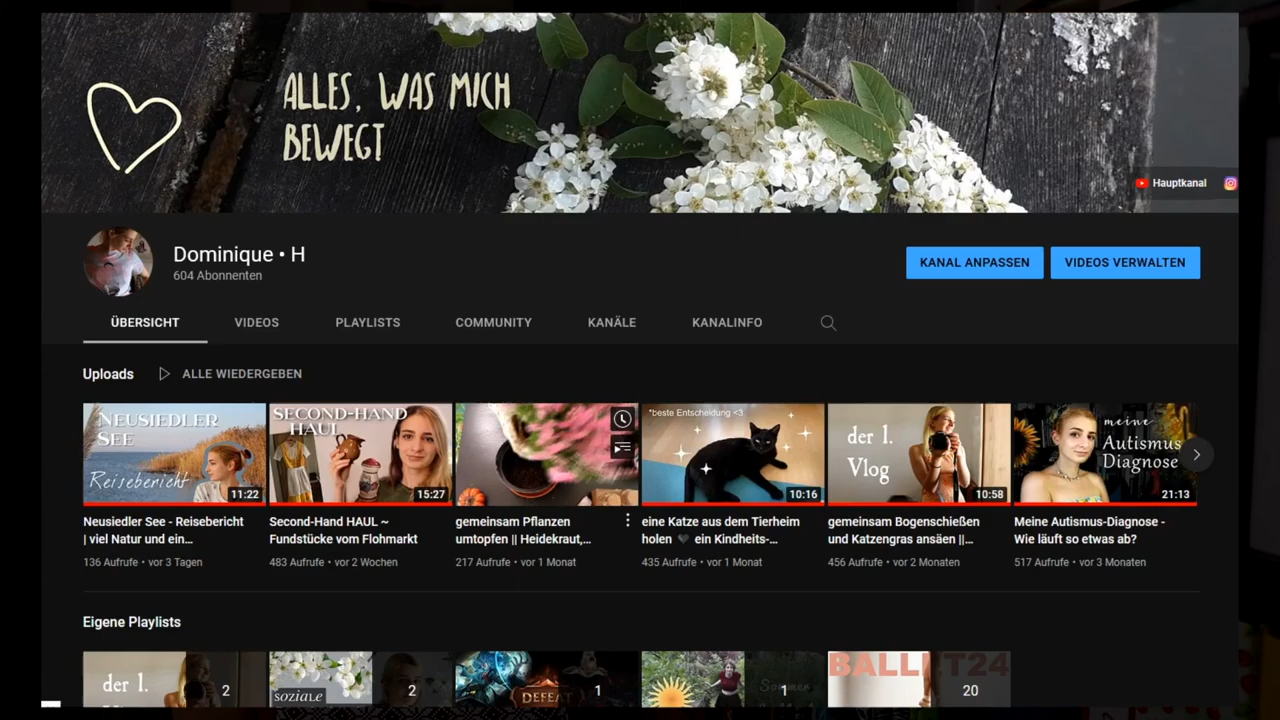 ALLES, WAS MICH
BEWEGT
Hauptkanal
Dominique • H
604 Abonnenten
KANAL ANPASSEN
VIDEOS VERWALTEN
ÜBERSICHT
VIDEOS
PLAYLISTS
COMMUNITY
KANÄLE
KANALINFO
Uploads
ALLE WIEDERGEBEN
NEUSIEDLER
SEE
Reisebericht
11:22
SECOND-HAND
HAUL
15:27
*beste Entscheidung <3
10:16
der 1.
Vlog
10:58
meine
Autismus
Diagnose
21:13
Neusiedler See - Reisebericht
| viel Natur und ein...
136 Aufrufe • vor 3 Tagen
Second-Hand HAUL ~
Fundstücke vom Flohmarkt
483 Aufrufe • vor 2 Wochen
gemeinsam Pflanzen
umtopfen || Heidekraut,...
217 Aufrufe • vor 1 Monat
eine Katze aus dem Tierheim
holen 🖤 ein Kindheits-...
435 Aufrufe • vor 1 Monat
gemeinsam Bogenschießen
und Katzengras ansäen ||...
456 Aufrufe • vor 2 Monaten
Meine Autismus-Diagnose -
Wie läuft so etwas ab?
517 Aufrufe • vor 3 Monaten
Eigene Playlists
der 1.
2
SOZIALE
2
DEFEAT
1
Sommer
1
BALLET24
20